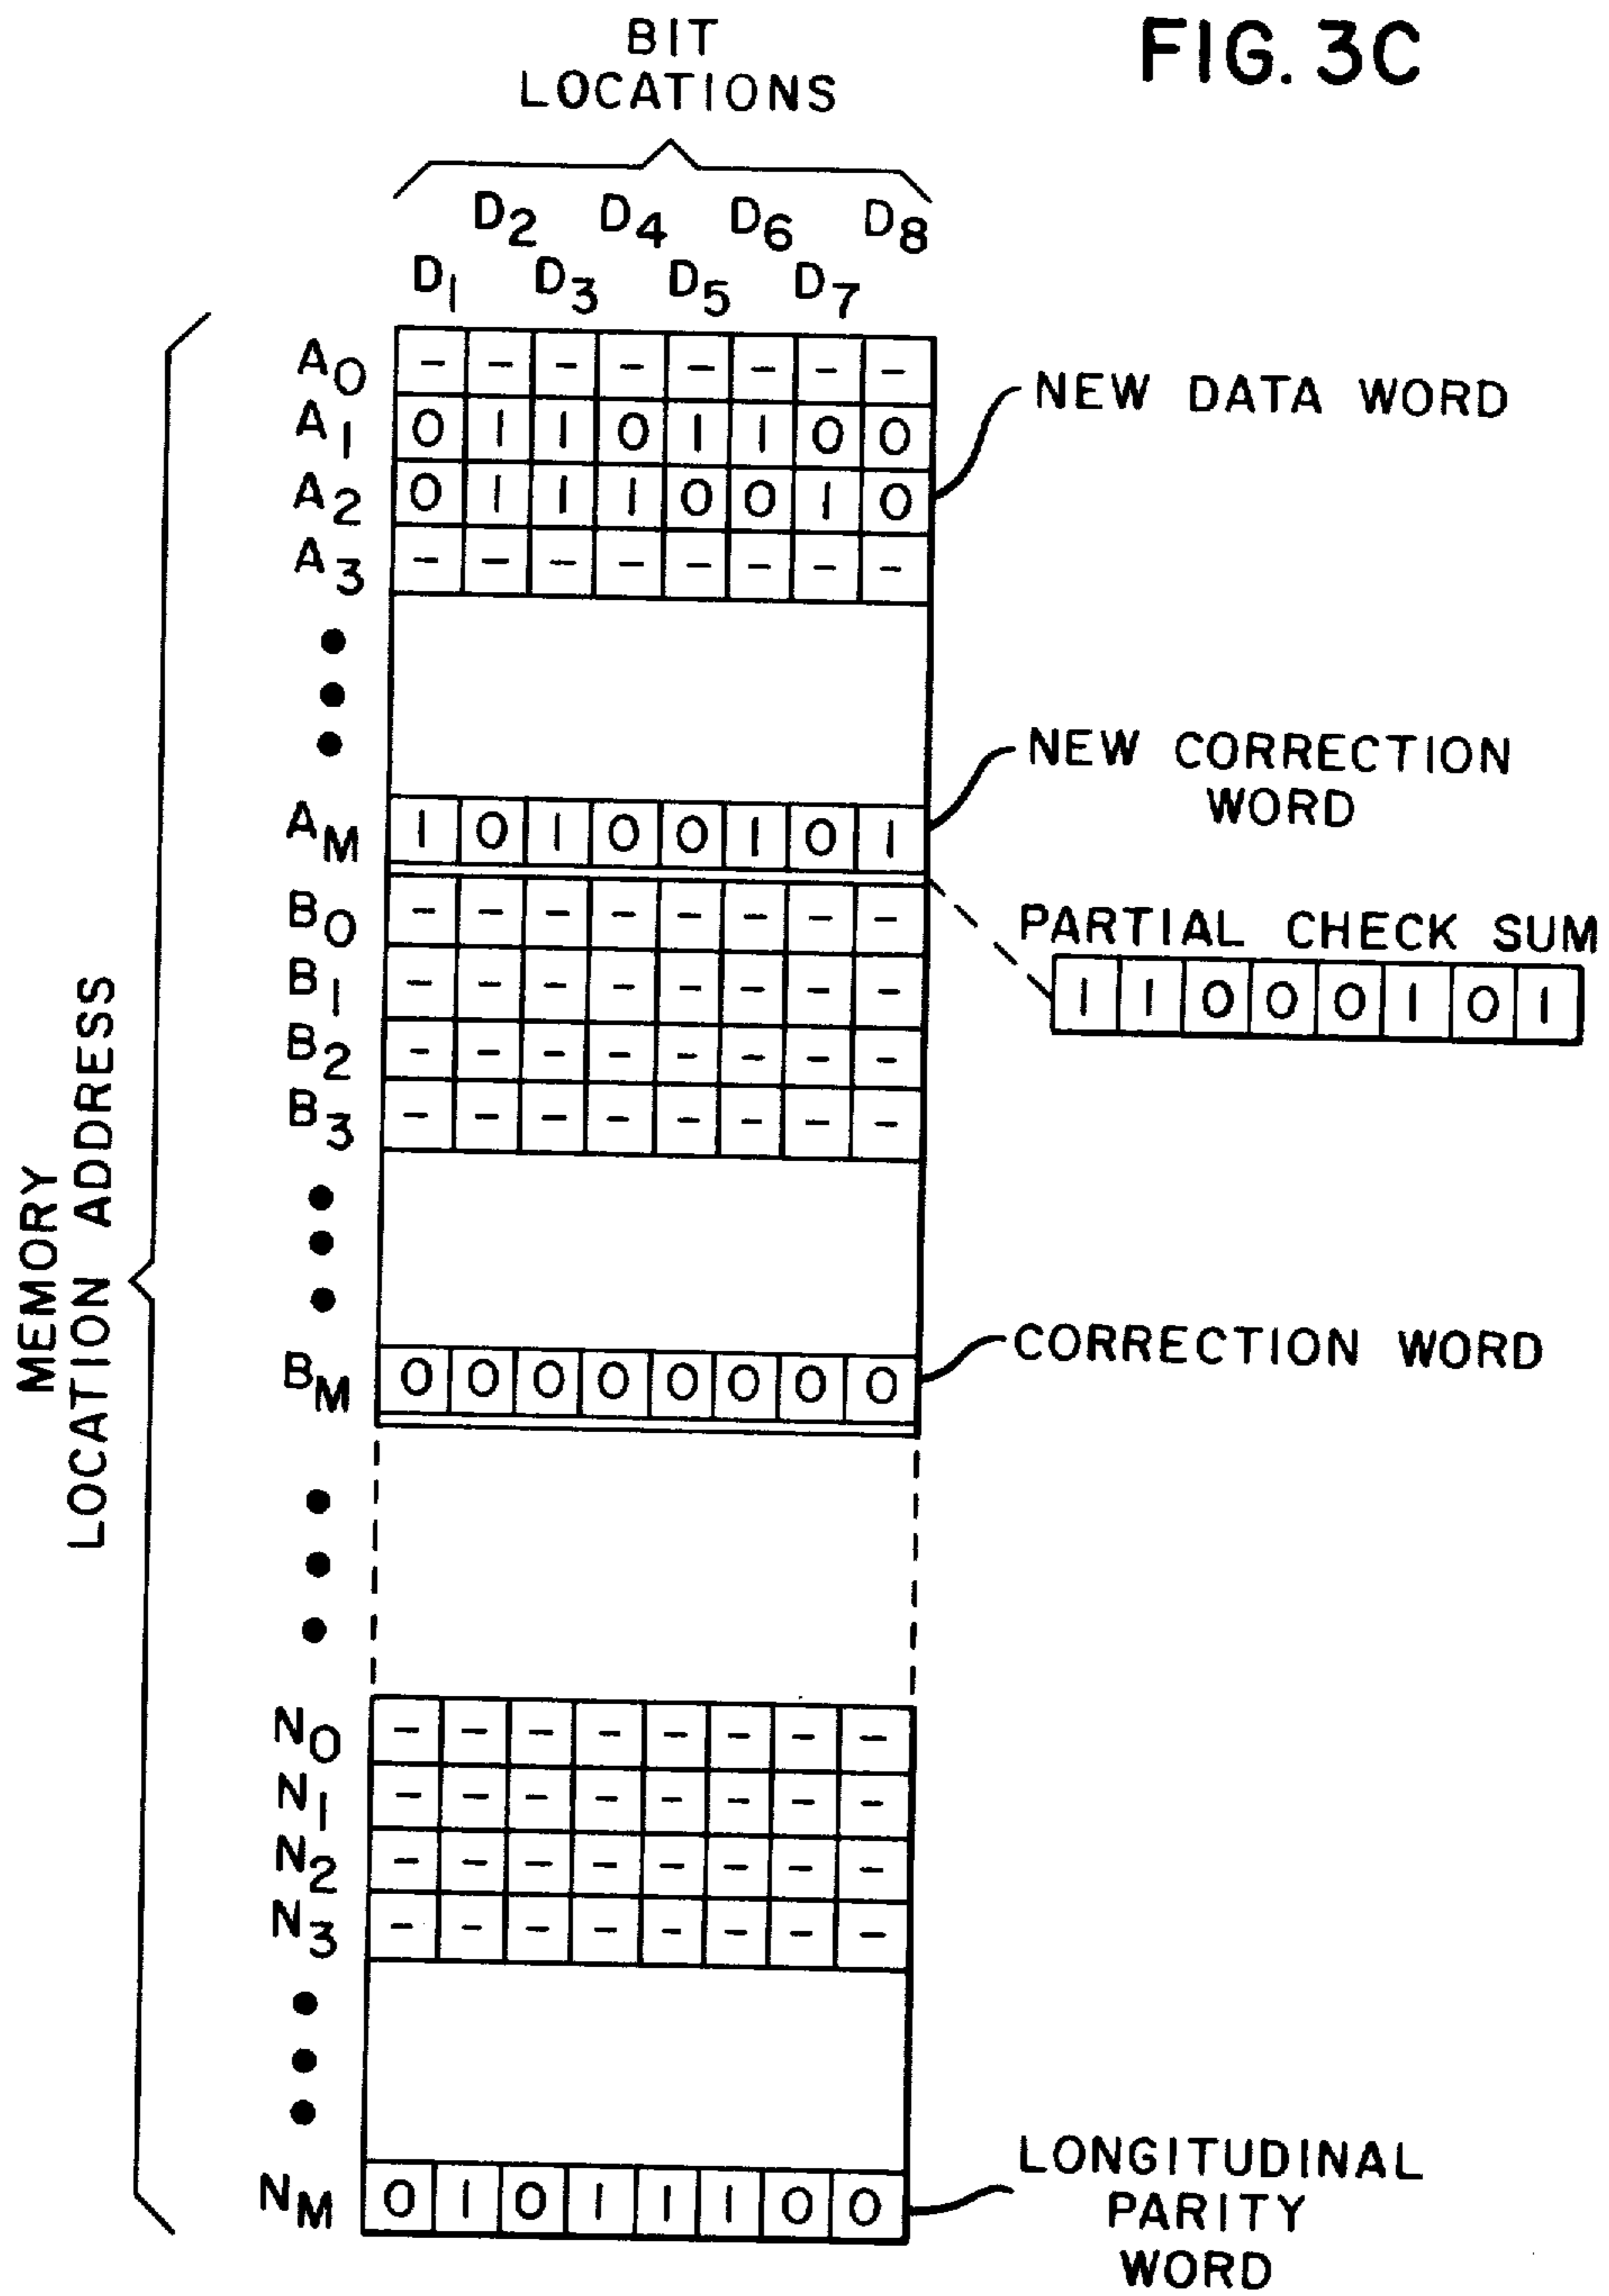 FIG. 3C
BIT
LOCATIONS
D2 D4 D6 D8
D1 D3 D5 D7
A0 - - - - - - - -
A1 0 1 1 0 1 1 0 0
NEW DATA WORD
A2 0 1 1 1 0 0 1 0
A3 - - - - - - - -
NEW CORRECTION
WORD
AM 1 0 1 0 0 1 0 1
B0 - - - - - - - -
PARTIAL CHECK SUM
1 1 0 0 0 1 0 1
B1 - - - - - - - -
B2 - - - - - - - -
B3 - - - - - - - -
MEMORY
LOCATION ADDRESS
BM 0 0 0 0 0 0 0 0
CORRECTION WORD
N0 - - - - - - - -
N1 - - - - - - - -
N2 - - - - - - - -
N3 - - - - - - - -
NM 0 1 0 1 1 1 0 0
LONGITUDINAL
PARITY
WORD